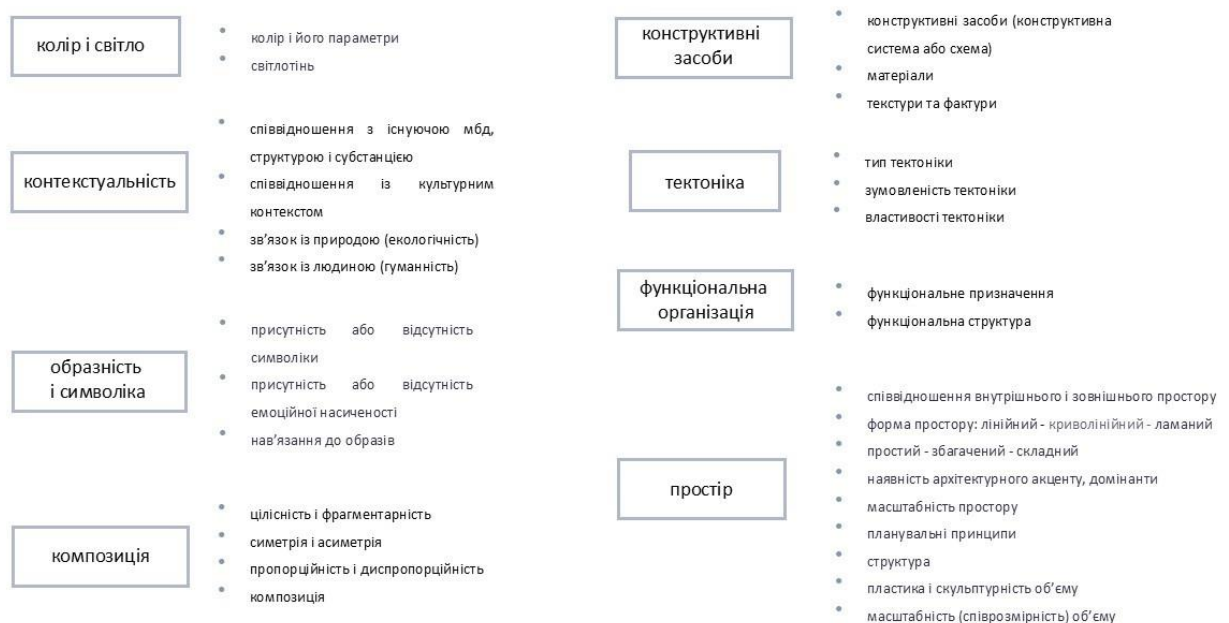 колір і світло
колір і його параметри
світлотінь
контекстуальність
співвідношення з існуючою мбд,
структурою і субстанцією
співвідношення із культурним
контекстом
зв'язок із природою (екологічність)
зв'язок із людиною (гуманність)
образність
і символіка
присутність або відсутність
символіки
присутність або відсутність
емоційної насиченості
нав'язання до образів
композиція
цілісність і фрагментарність
симетрія і асиметрія
пропорційність і диспропорційність
композиція
конструктивні
засоби
конструктивні засоби (конструктивна
система або схема)
матеріали
текстури та фактури
тектоніка
тип тектоніки
зумовленість тектоніки
властивості тектоніки
функціональна
організація
функціональне призначення
функціональна структура
простір
співвідношення внутрішнього і зовнішнього простору
форма простору: лінійний - криволінійний - ламаний
простий - збагачений - складний
наявність архітектурного акценту, домінанти
масштабність простору
планувальні принципи
структура
пластика і скульптурність об'єму
масштабність (співрозмірність) об'єму